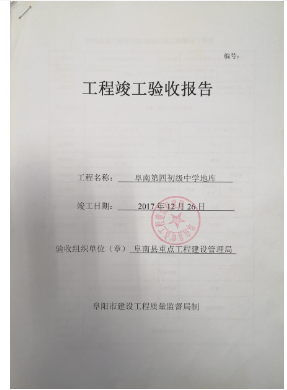 编号：
工程竣工验收报告
工程名称： 阜南第四初级中学地库
竣工日期： 2017年12月26日
验收组织单位（章） 阜南县重点工程建设管理局
阜阳市建设工程质量监督局制